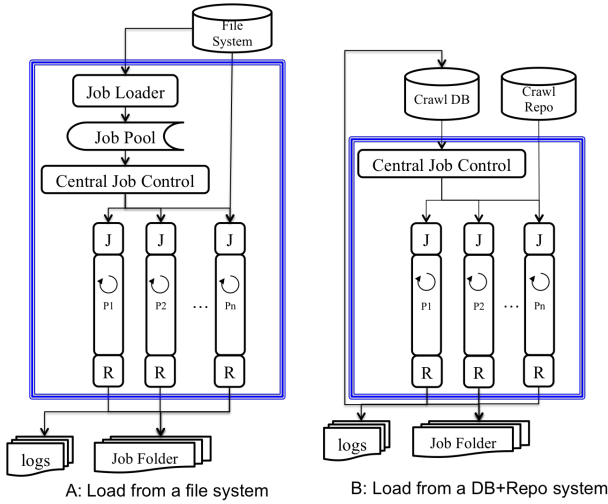 File
System
Job Loader
Job Pool
Central Job Control
J
J
J
P1
P2
...
Pn
R
R
R
logs
Job Folder
A: Load from a file system
Crawl DB
Crawl
Repo
Central Job Control
J
J
J
P1
P2
...
Pn
R
R
R
logs
Job Folder
B: Load from a DB+Repo system